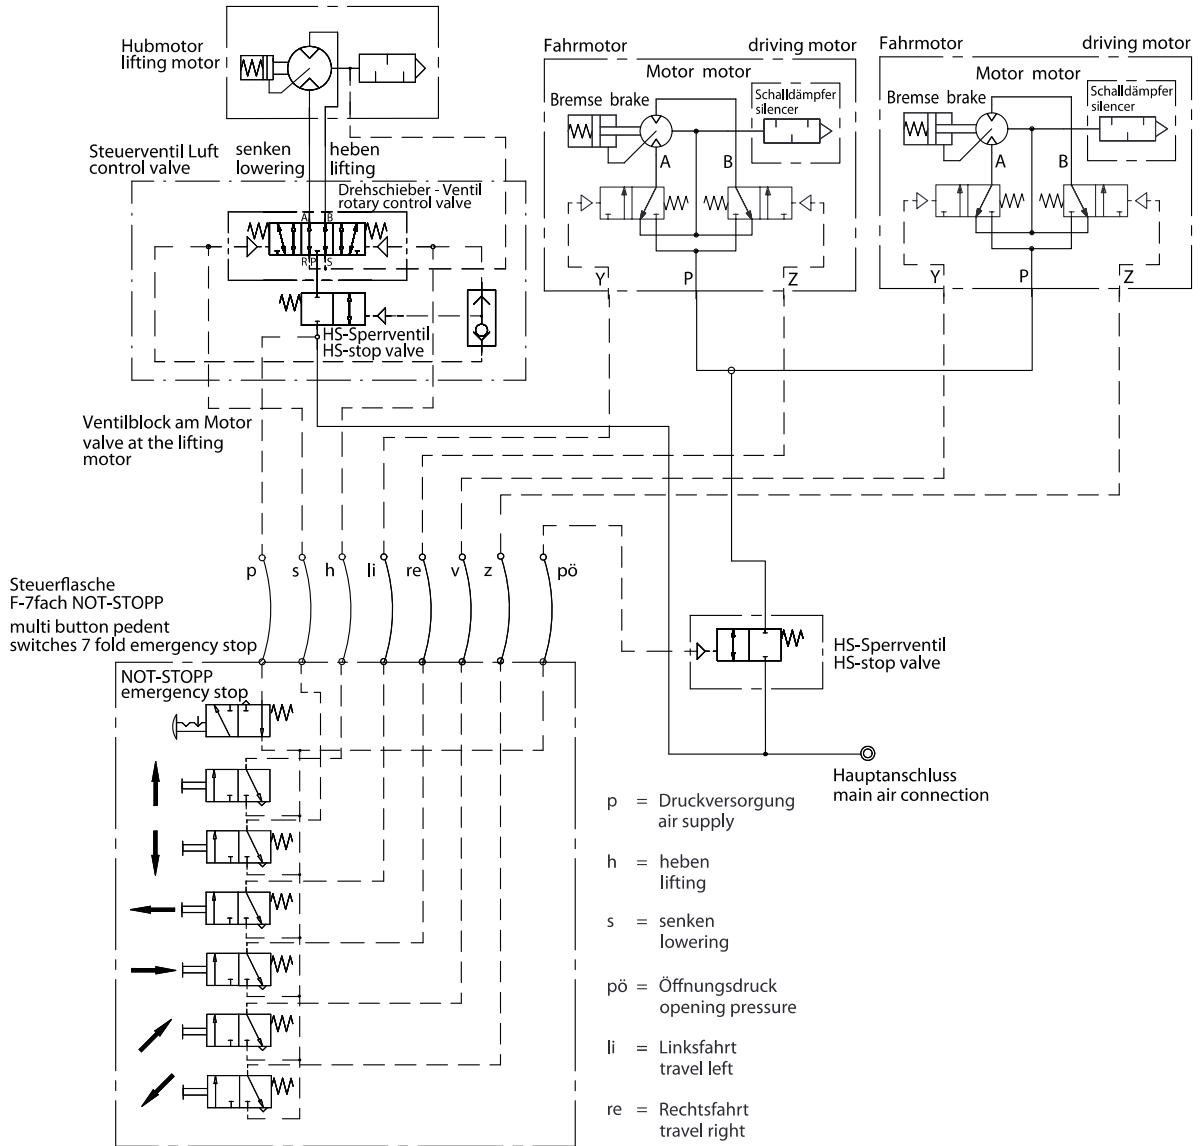 Hubmotor
lifting motor
Fahrmotor
driving motor
Fahrmotor
driving motor
Motor motor
Motor motor
Bremse brake
Schalldämpfer
silencer
Bremse brake
Schalldämpfer
silencer
Steuerventil Luft
control valve
senken
lowering
heben
lifting
A
B
A
B
Drehschieber - Ventil
rotary control valve
A
B
R
P
S
Y
P
Z
Y
P
Z
HS-Sperrventil
HS-stop valve
Ventilblock am Motor
valve at the lifting
motor
p
s
h
li
re
v
z
pö
Steuerflasche
F-7fach NOT-STOPP
multi button pedent
switches 7 fold emergency stop
HS-Sperrventil
HS-stop valve
NOT-STOPP
emergency stop
Hauptanschluss
main air connection
p = Druckversorgung
air supply
h = heben
lifting
s = senken
lowering
pö = Öffnungsdruck
opening pressure
li = Linksfahrt
travel left
re = Rechtsfahrt
travel right